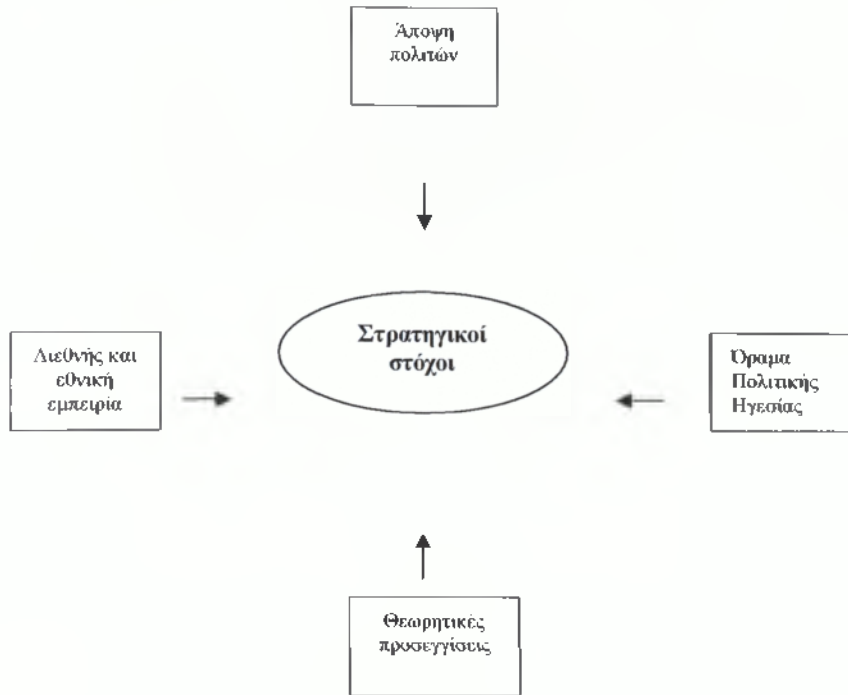 Άποψη
πολιτών
Στρατηγικοί
στόχοι
Διεθνής και
εθνική
εμπειρία
Όραμα
Πολιτικής
Ηγεσίας
Θεωρητικές
προσεγγίσεις